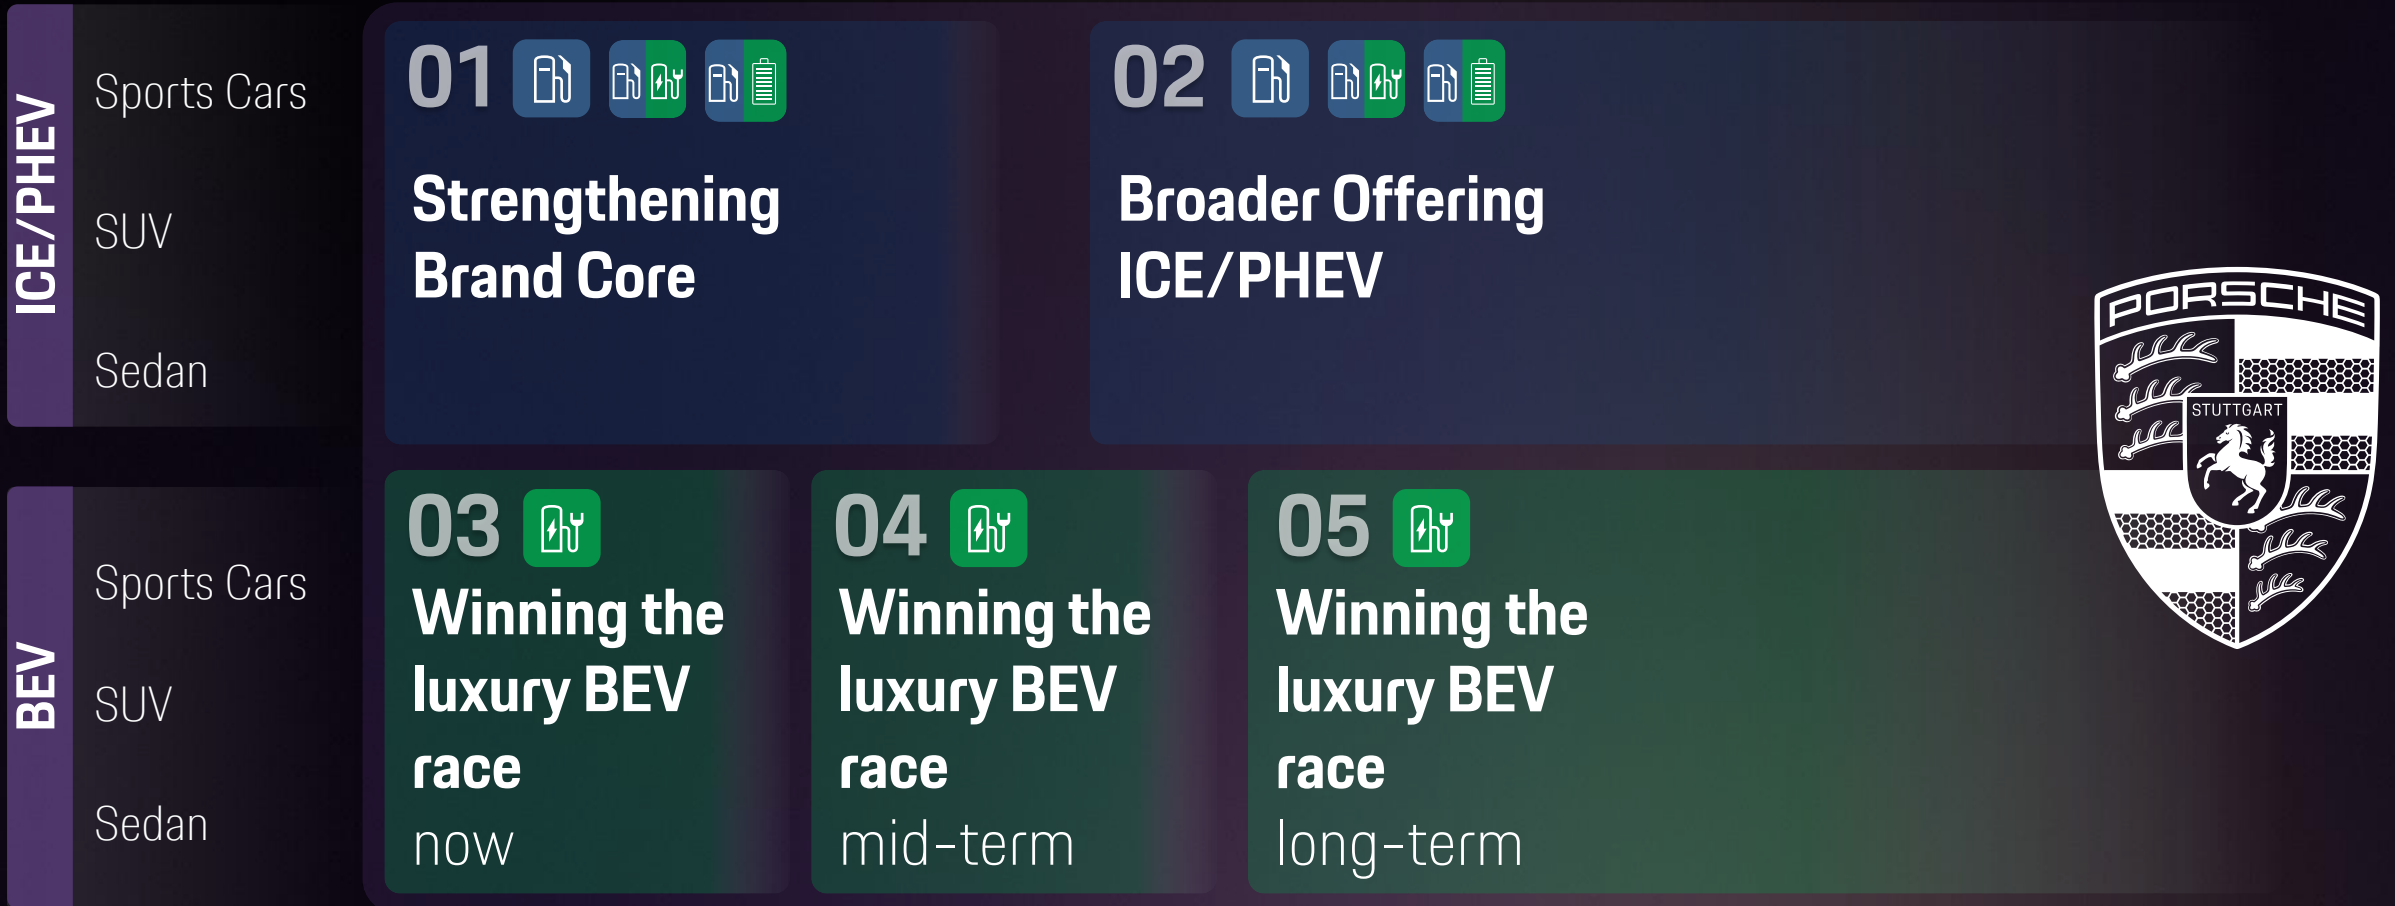 ICE/PHEV
Sports Cars
SUV
Sedan
01
Strengthening
Brand Core
02
Broader Offering
ICE/PHEV
PORSCHE
STUTTGART
BEV
Sports Cars
SUV
Sedan
03
Winning the
luxury BEV
race
now
04
Winning the
luxury BEV
race
mid-term
05
Winning the
luxury BEV
race
long-term